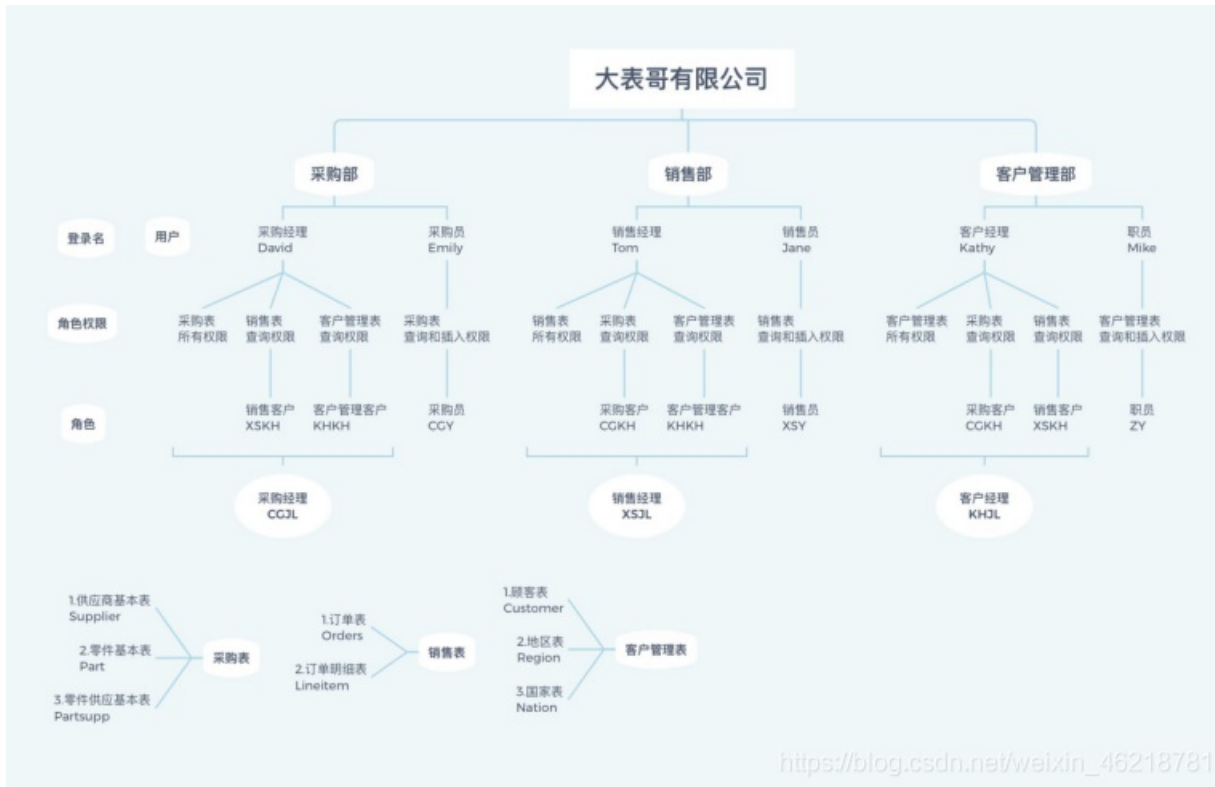 大表哥有限公司
采购部
销售部
客户管理部
登录名
用户
采购经理
David
采购员
Emily
销售经理
Tom
销售员
Jane
客户经理
Kathy
职员
Mike
角色权限
采购表
所有权限
销售表
查询权限
客户管理表
查询权限
采购表
查询和插入权限
销售表
所有权限
采购表
查询权限
客户管理表
查询权限
销售表
查询和插入权限
客户管理表
所有权限
采购表
查询权限
销售表
查询权限
客户管理表
查询和插入权限
角色
销售客户
XSKH
客户管理客户
KHKH
采购员
CGY
采购客户
CGKH
客户管理客户
KHKH
销售员
XSY
采购客户
CGKH
销售客户
XSKH
职员
ZY
采购经理
CGJL
销售经理
XSJL
客户经理
KHJL
1.供应商基本表
Supplier
2.零件基本表
Part
3.零件供应基本表
Partsupp
采购表
1.订单表
Orders
2.订单明细表
Lineitem
销售表
1.顾客表
Customer
2.地区表
Region
3.国家表
Nation
客户管理表
https://blog.csdn.net/weixin_46218781